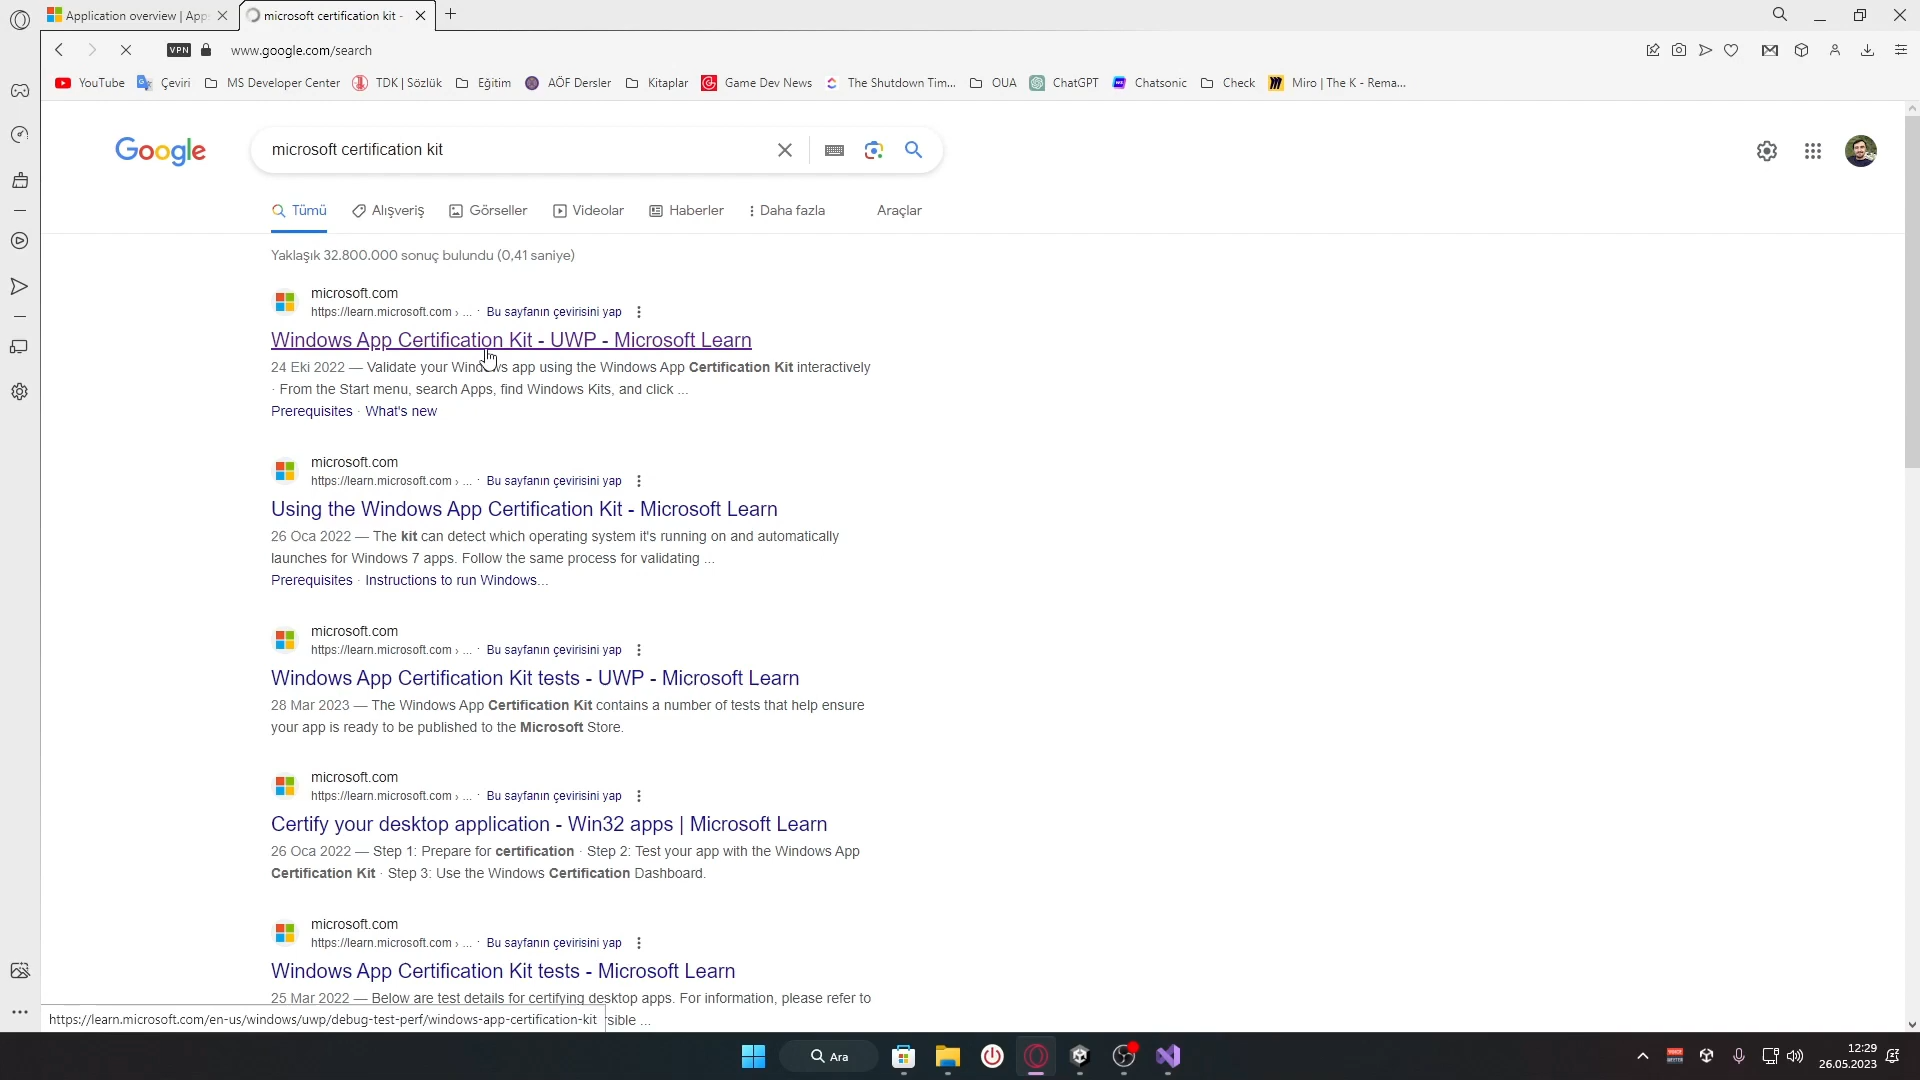 Application overview | Apps
microsoft certification kit -
VPN
www.google.com/search
YouTube
Çeviri
MS Developer Center
TDK | Sözlük
Eğitim
AÖF Dersler
Kitaplar
Game Dev News
The Shutdown Tim...
OUA
ChatGPT
Chatsonic
Check
Miro | The K - Rema...
Google
microsoft certification kit
Tümü
Alışveriş
Görseller
Videolar
Haberler
Daha fazla
Araçlar
Yaklaşık 32.800.000 sonuç bulundu (0,41 saniye)
microsoft.com
https://learn.microsoft.com › ... · Bu sayfanın çevirisini yap
Windows App Certification Kit - UWP - Microsoft Learn
24 Eki 2022 — Validate your Windows app using the Windows App Certification Kit interactively
· From the Start menu, search Apps, find Windows Kits, and click ...
Prerequisites · What's new
microsoft.com
https://learn.microsoft.com › ... · Bu sayfanın çevirisini yap
Using the Windows App Certification Kit - Microsoft Learn
26 Oca 2022 — The kit can detect which operating system it's running on and automatically
launches for Windows 7 apps. Follow the same process for validating ...
Prerequisites · Instructions to run Windows...
microsoft.com
https://learn.microsoft.com › ... · Bu sayfanın çevirisini yap
Windows App Certification Kit tests - UWP - Microsoft Learn
28 Mar 2023 — The Windows App Certification Kit contains a number of tests that help ensure
your app is ready to be published to the Microsoft Store.
microsoft.com
https://learn.microsoft.com › ... · Bu sayfanın çevirisini yap
Certify your desktop application - Win32 apps | Microsoft Learn
26 Oca 2022 — Step 1: Prepare for certification · Step 2: Test your app with the Windows App
Certification Kit · Step 3: Use the Windows Certification Dashboard.
microsoft.com
https://learn.microsoft.com › ... · Bu sayfanın çevirisini yap
Windows App Certification Kit tests - Microsoft Learn
25 Mar 2022 — Below are test details for certifying desktop apps. For information, please refer to
https://learn.microsoft.com/en-us/windows/uwp/debug-test-perf/windows-app-certification-kit
sible ...
Ara
12:29
26.05.2023